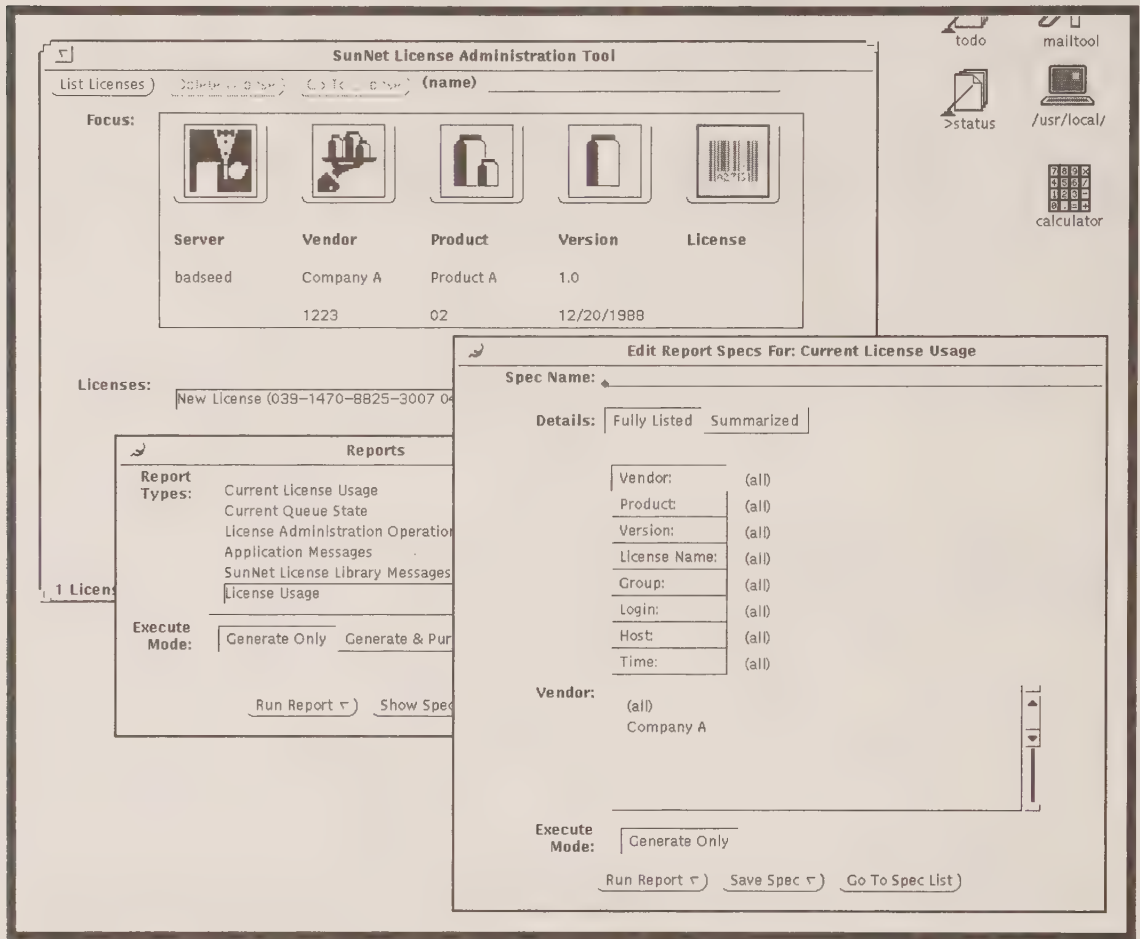 todo
mailtool
SunNet License Administration Tool
List Licenses
(name)
>status
/usr/local/
Focus:
calculator
Server Vendor Product Version License
badseed Company A Product A 1.0
1223 02 12/20/1988
Edit Report Specs For: Current License Usage
Spec Name:
Licenses:
New License (039-1470-8825-3007
Details: Fully Listed Summarized
Reports
Report Types:
Current License Usage
Current Queue State
License Administration Operation
Application Messages
SunNet License Library Messages
License Usage
1 Licens
Execute Mode: Generate Only Generate & Pur
Run Report Show Spec
Vendor: (all)
Product: (all)
Version: (all)
License Name: (all)
Group: (all)
Login: (all)
Host: (all)
Time: (all)
Vendor:
(all)
Company A
Execute Mode: Generate Only
Run Report Save Spec Go To Spec List